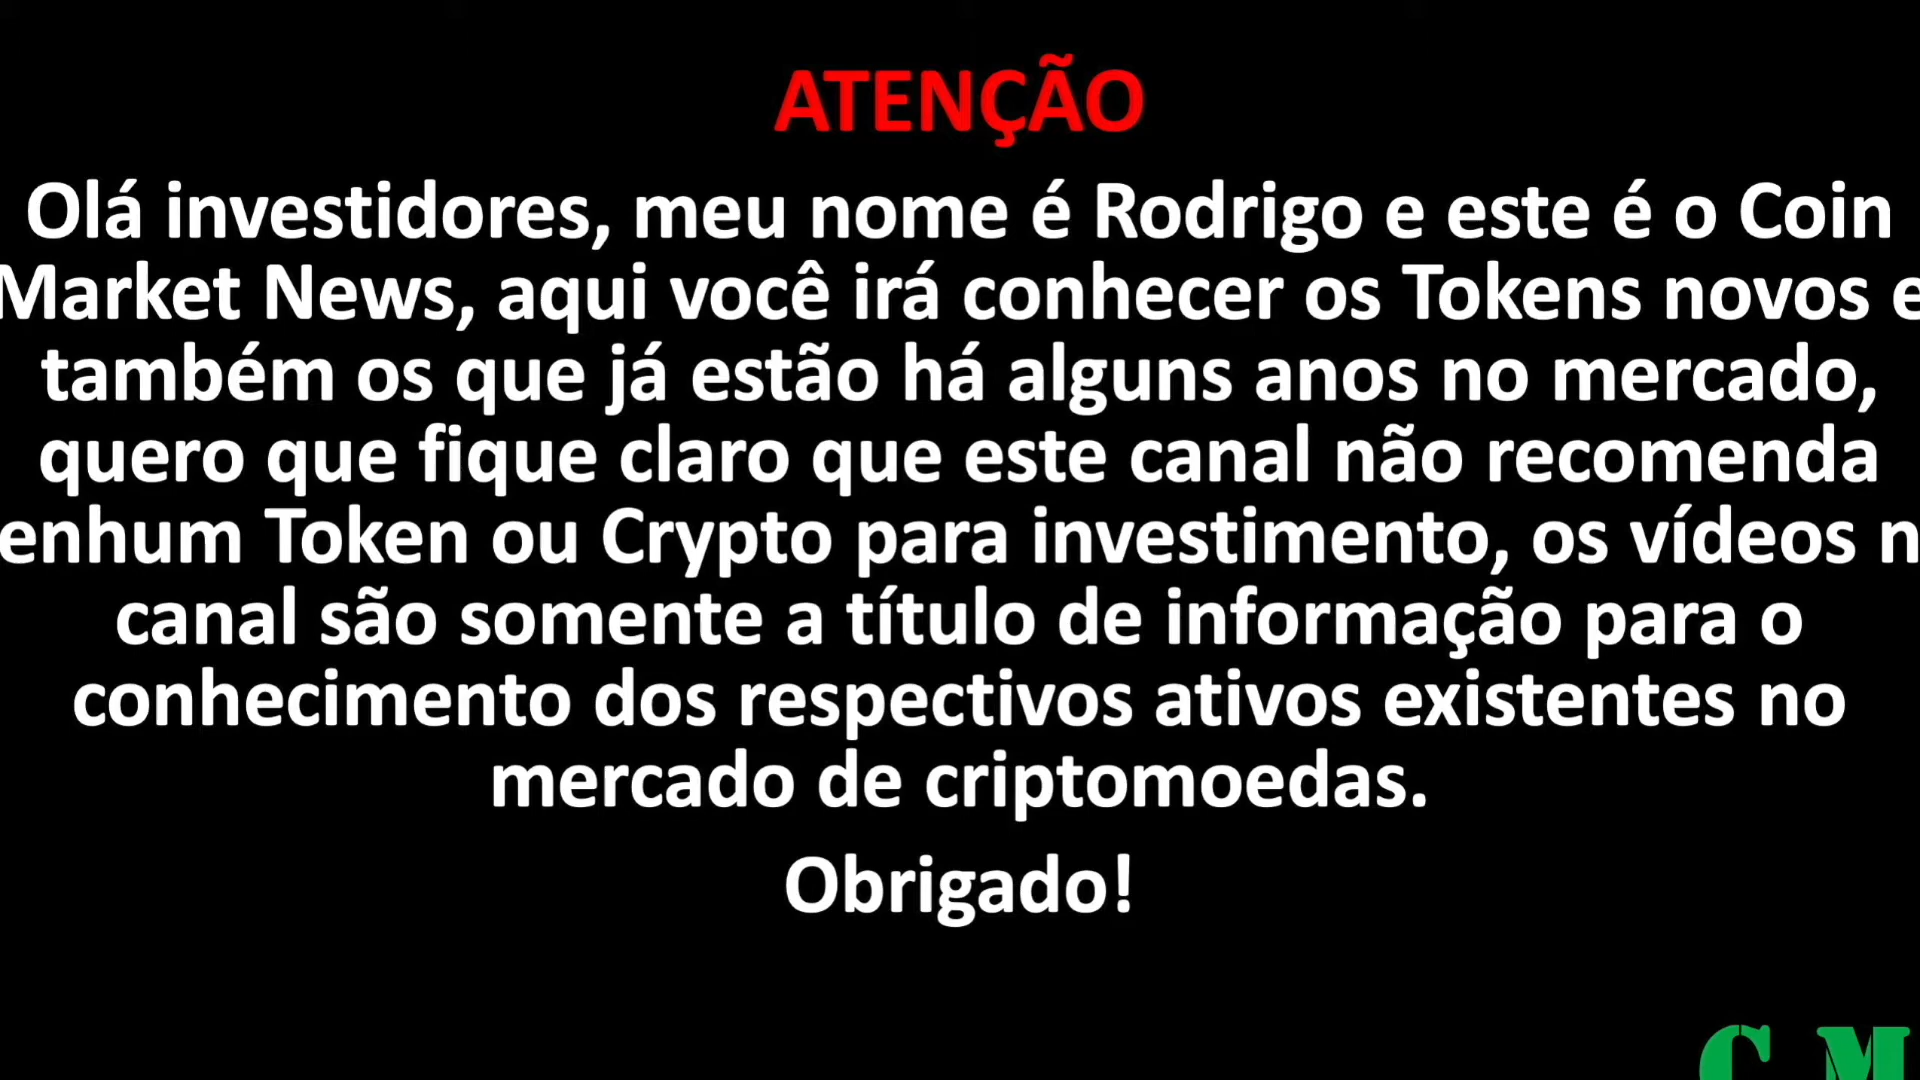 ATENÇÃO
Olá investidores, meu nome é Rodrigo e este é o Coin
Market News, aqui você irá conhecer os Tokens novos e
também os que já estão há alguns anos no mercado,
quero que fique claro que este canal não recomenda
enhum Token ou Crypto para investimento, os vídeos n
canal são somente a título de informação para o
conhecimento dos respectivos ativos existentes no
mercado de criptomoedas.
Obrigado!
C M